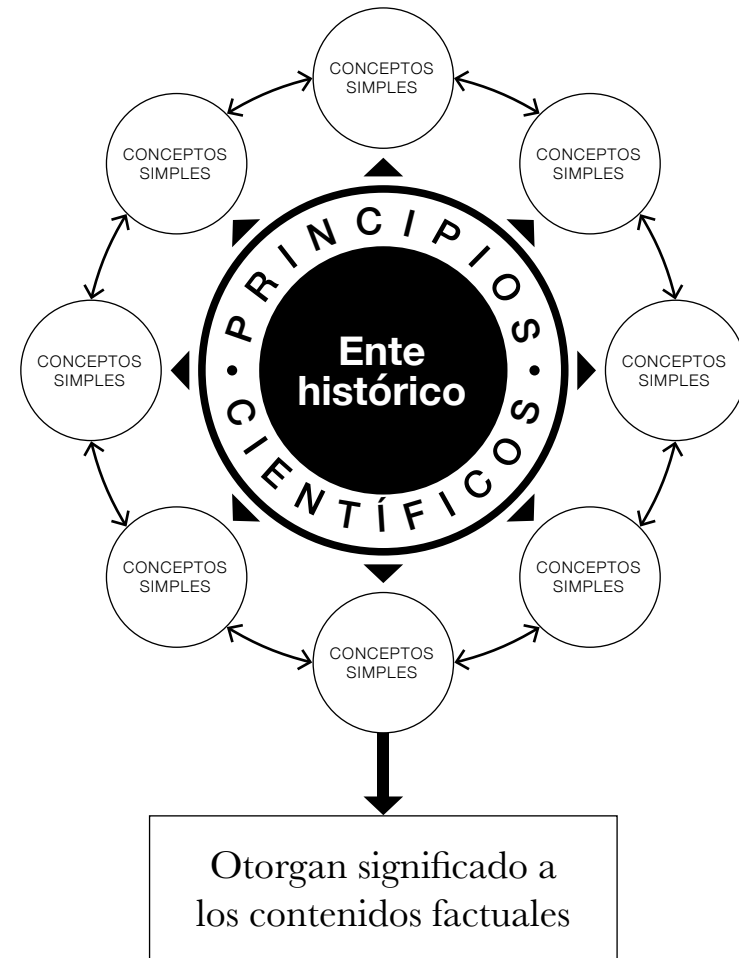 CONCEPTOS
SIMPLES
CONCEPTOS
SIMPLES
CONCEPTOS
SIMPLES
PRINCIPIOS
Ente
histórico
CONCEPTOS
SIMPLES
CONCEPTOS
SIMPLES
· CIENTÍFICOS ·
CONCEPTOS
SIMPLES
CONCEPTOS
SIMPLES
CONCEPTOS
SIMPLES
Otorgan significado a
los contenidos factuales